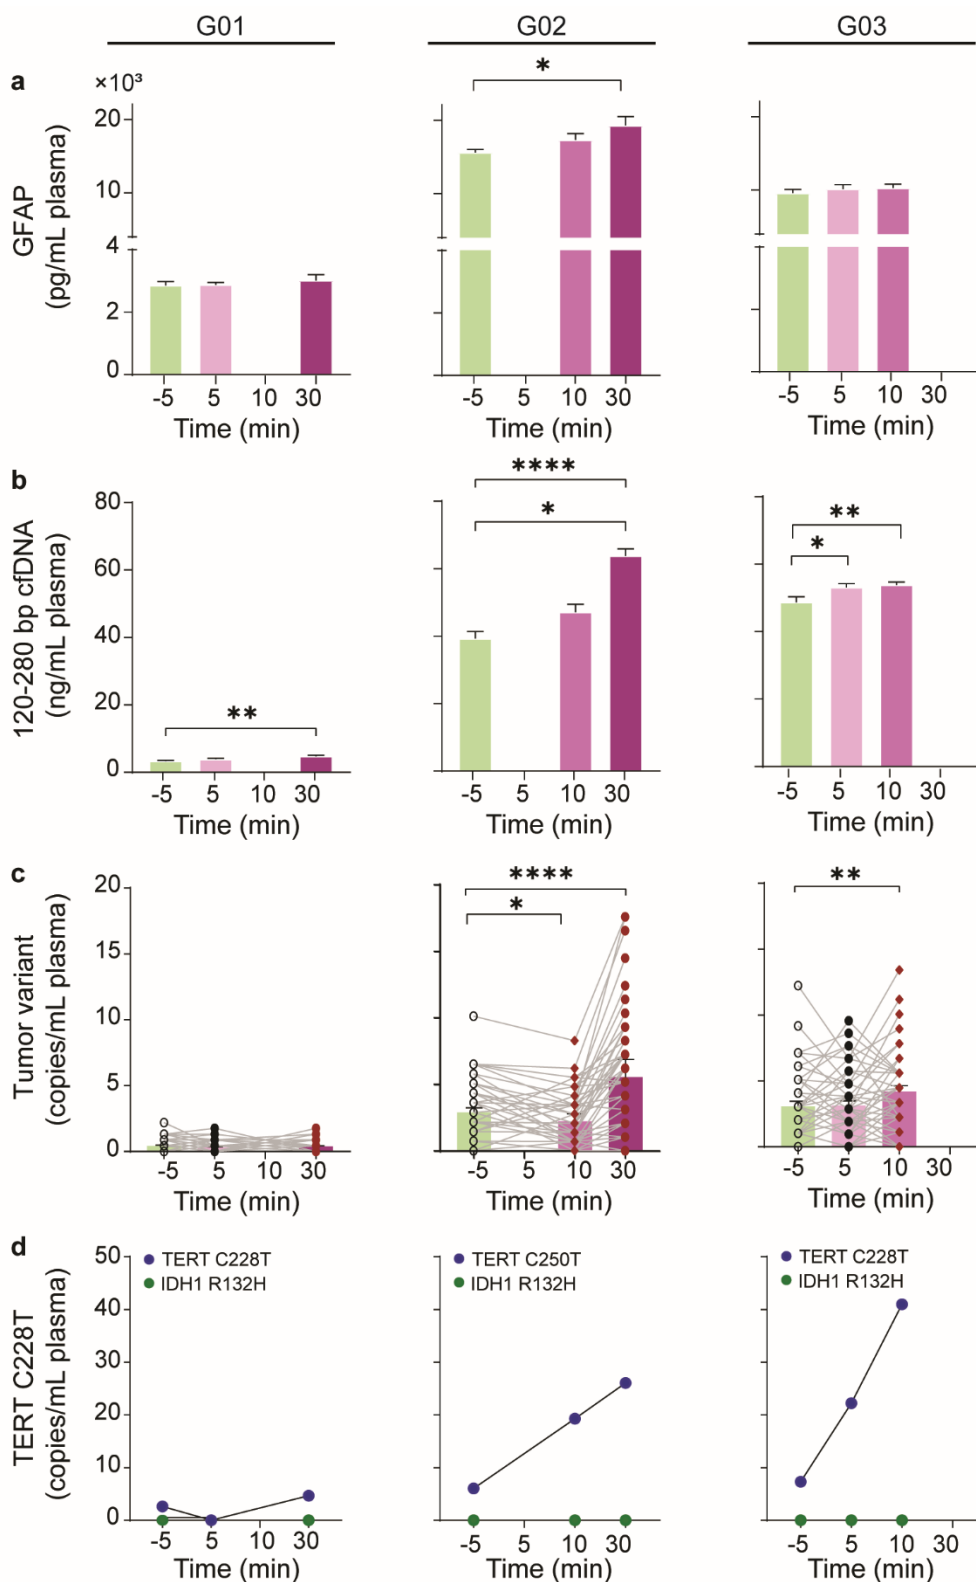 G01 G02 G03
a
×10³
GFAP
(pg/mL plasma)
20
10
4
2
0
*
-5 5 10 30
Time (min)
-5 5 10 30
Time (min)
-5 5 10 30
Time (min)
b
120-280 bp cfDNA
(ng/mL plasma)
80
60
40
20
0
**
****
*
**
*
-5 5 10 30
Time (min)
-5 5 10 30
Time (min)
-5 5 10 30
Time (min)
c
Tumor variant
(copies/mL plasma)
20
15
10
5
0
****
*
**
-5 5 10 30
Time (min)
-5 5 10 30
Time (min)
-5 5 10 30
Time (min)
d
TERT C228T
(copies/mL plasma)
50
40
30
20
10
0
TERT C228T
IDH1 R132H
TERT C250T
IDH1 R132H
TERT C228T
IDH1 R132H
-5 5 10 30
Time (min)
-5 5 10 30
Time (min)
-5 5 10 30
Time (min)